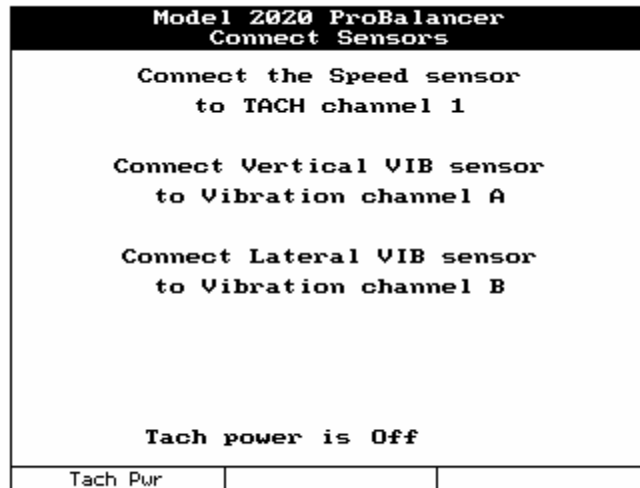 Model 2020 ProBalancer
Connect Sensors
Connect the Speed sensor
to TACH channel 1
Connect Vertical VIB sensor
to Vibration channel A
Connect Lateral VIB sensor
to Vibration channel B
Tach power is Off
Tach Pwr